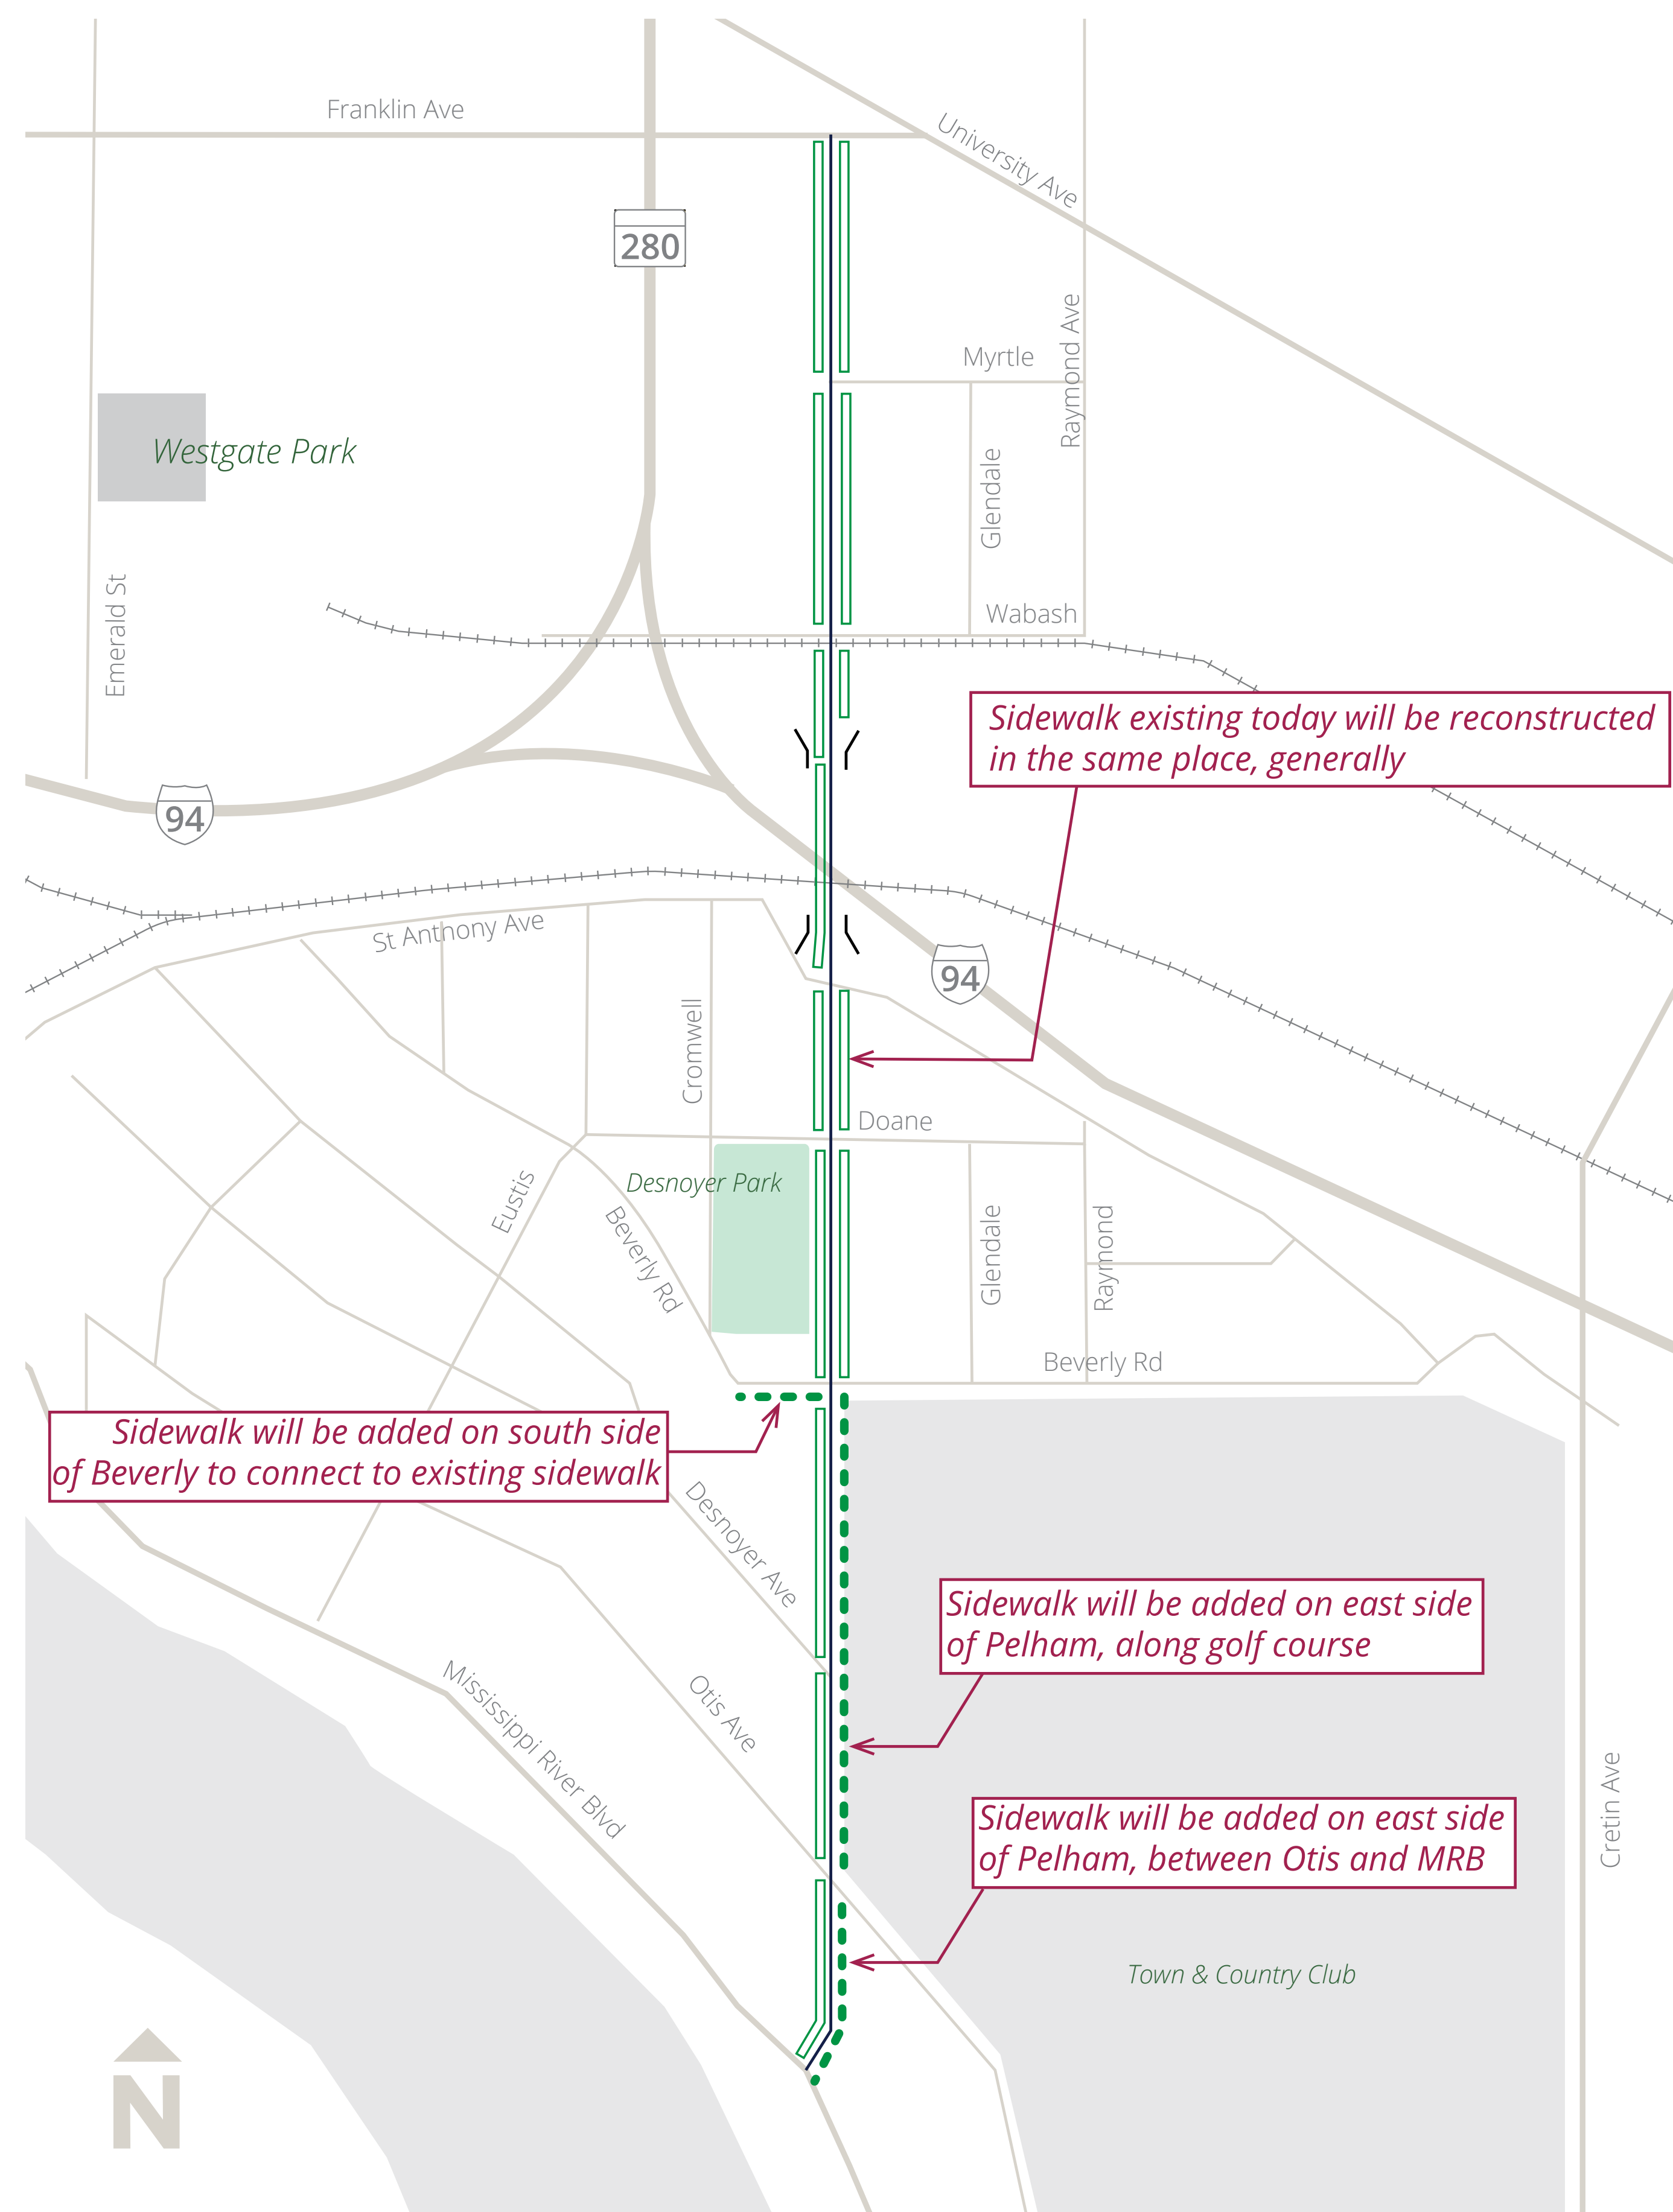 Franklin Ave
University Ave
280
Raymond Ave
Myrtle
Westgate Park
Glendale
Emerald St
Wabash
Sidewalk existing today will be reconstructed
in the same place, generally
94
St Anthony Ave
94
Cromwell
Doane
Desnoyer Park
Eustis
Beverly Rd
Glendale
Raymond
Beverly Rd
Sidewalk will be added on south side
of Beverly to connect to existing sidewalk
Desnoyer Ave
Sidewalk will be added on east side
of Pelham, along golf course
Otis Ave
Mississippi River Blvd
Cretin Ave
Sidewalk will be added on east side
of Pelham, between Otis and MRB
Town & Country Club
N